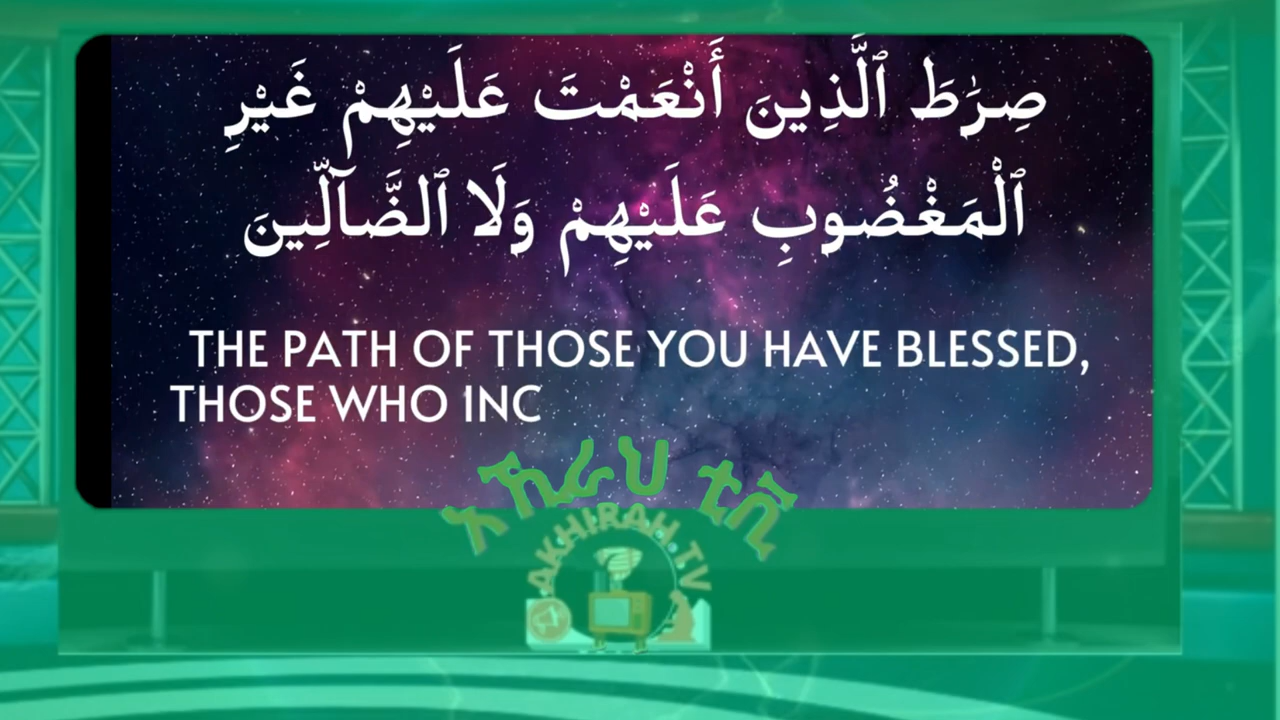 صِرَٰطَ ٱلَّذِينَ أَنْعَمْتَ عَلَيْهِمْ غَيْرِ
ٱلْمَغْضُوبِ عَلَيْهِمْ وَلَا ٱلضَّآلِّينَ
THE PATH OF THOSE YOU HAVE BLESSED,
THOSE WHO INC
አኺራህ ቲቪ
AKHIRAH TV